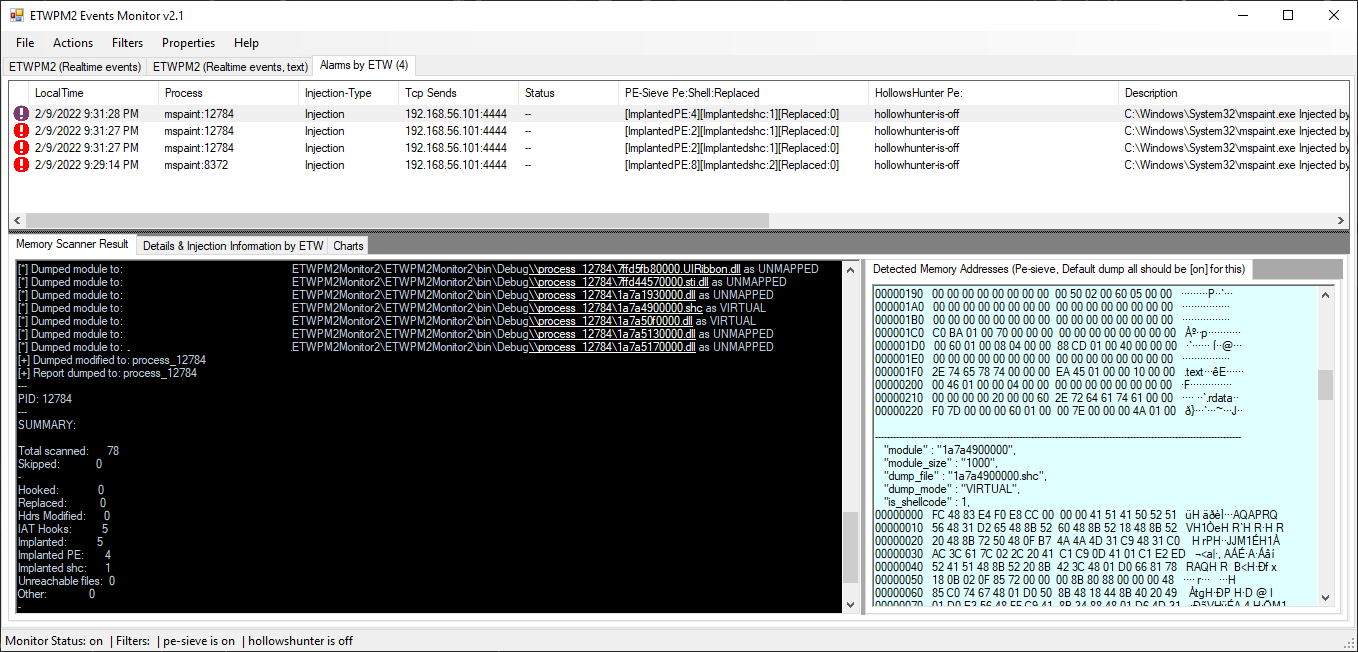 ETWPM2 Events Monitor v2.1
File Actions Filters Properties Help
ETWPM2 (Realtime events) ETWPM2 (Realtime events, text) Alarms by ETW (4)
LocalTime Process Injection-Type Tcp Sends Status PE-Sieve Pe:Shell:Replaced HollowsHunter Pe: Description
2/9/2022 9:31:28 PM mspaint:12784 Injection 192.168.56.101:4444 -- [ImplantedPE:4][Implantedshc:1][Replaced:0] hollowhunter-is-off C:\Windows\System32\mspaint.exe Injected by
2/9/2022 9:31:27 PM mspaint:12784 Injection 192.168.56.101:4444 -- [ImplantedPE:2][Implantedshc:1][Replaced:0] hollowhunter-is-off C:\Windows\System32\mspaint.exe Injected by
2/9/2022 9:31:27 PM mspaint:12784 Injection 192.168.56.101:4444 -- [ImplantedPE:2][Implantedshc:1][Replaced:0] hollowhunter-is-off C:\Windows\System32\mspaint.exe Injected by
2/9/2022 9:29:14 PM mspaint:8372 Injection 192.168.56.101:4444 -- [ImplantedPE:8][Implantedshc:2][Replaced:0] hollowhunter-is-off C:\Windows\System32\mspaint.exe Injected by
Memory Scanner Result Details & Injection Information by ETW Charts
[*] Dumped module to: ETWPM2Monitor2\ETWPM2Monitor2\bin\Debug\\process_12784\7ffd5fb80000.UIRibbon.dll as UNMAPPED
[*] Dumped module to: ETWPM2Monitor2\ETWPM2Monitor2\bin\Debug\\process_12784\7ffd44570000.sti.dll as UNMAPPED
[*] Dumped module to: ETWPM2Monitor2\ETWPM2Monitor2\bin\Debug\\process_12784\1a7a1930000.dll as UNMAPPED
[*] Dumped module to: ETWPM2Monitor2\ETWPM2Monitor2\bin\Debug\\process_12784\1a7a4900000.shc as VIRTUAL
[*] Dumped module to: ETWPM2Monitor2\ETWPM2Monitor2\bin\Debug\\process_12784\1a7a50f0000.dll as VIRTUAL
[*] Dumped module to: ETWPM2Monitor2\ETWPM2Monitor2\bin\Debug\\process_12784\1a7a5130000.dll as UNMAPPED
[*] Dumped module to: ETWPM2Monitor2\ETWPM2Monitor2\bin\Debug\\process_12784\1a7a5170000.dll as UNMAPPED
[+] Dumped modified to: process_12784
[+] Report dumped to: process_12784
---
PID: 12784
---
SUMMARY:
Total scanned: 78
Skipped: 0
-
Hooked: 0
Replaced: 0
Hdrs Modified: 0
IAT Hooks: 5
Implanted: 5
Implanted PE: 4
Implanted shc: 1
Unreachable files: 0
Other: 0
-
Detected Memory Addresses (Pe-sieve, Default dump all should be [on] for this)
00000190 00 00 00 00 00 00 00 00 00 50 02 00 60 05 00 00 ·········P··`···
000001A0 00 00 00 00 00 00 00 00 00 00 00 00 00 00 00 00 ················
000001B0 00 00 00 00 00 00 00 00 00 00 00 00 00 00 00 00 ················
000001C0 C0 BA 01 00 70 00 00 00 00 00 00 00 00 00 00 00 Àº··p···········
000001D0 00 60 01 00 08 04 00 00 88 CD 01 00 40 00 00 00 ·`······ Í··@···
000001E0 00 00 00 00 00 00 00 00 00 00 00 00 00 00 00 00 ················
000001F0 2E 74 65 78 74 00 00 00 EA 45 01 00 00 10 00 00 .text···êE······
00000200 00 46 01 00 00 04 00 00 00 00 00 00 00 00 00 00 ·F··············
00000210 00 00 00 00 20 00 00 60 2E 72 64 61 74 61 00 00 ···· ··`.rdata··
00000220 F0 7D 00 00 00 60 01 00 00 7E 00 00 00 4A 01 00 ð}···`···~···J··
"module" : "1a7a4900000",
"module_size" : "1000",
"dump_file" : "1a7a4900000.shc",
"dump_mode" : "VIRTUAL",
"is_shellcode" : 1,
00000000 FC 48 83 E4 F0 E8 CC 00 00 00 41 51 41 50 52 51 üH äðèÌ···AQAPRQ
00000010 56 48 31 D2 65 48 8B 52 60 48 8B 52 18 48 8B 52 VH1ÒeH R`H R·H R
00000020 20 48 8B 72 50 48 0F B7 4A 4A 4D 31 C9 48 31 C0 H rPH··JJM1ÉH1À
00000030 AC 3C 61 7C 02 2C 20 41 C1 C9 0D 41 01 C1 E2 ED ¬<a|·, AÁÉ·A·Áâí
00000040 52 41 51 48 8B 52 20 8B 42 3C 48 01 D0 66 81 78 RAQH R B<H·Ðf x
00000050 18 0B 02 0F 85 72 00 00 00 8B 80 88 00 00 00 48 ···· r··· ···H
00000060 85 C0 74 67 48 01 D0 50 8B 48 18 44 8B 40 20 49 ÀtgH·ÐP H·D @ I
00000070 01 D0 E3 56 48 FF C9 41 8B 34 88 48 01 D6 4D 31 ·ÐãVHÿÉA 4 H·ÖM1
Monitor Status: on | Filters: | pe-sieve is on | hollowshunter is off